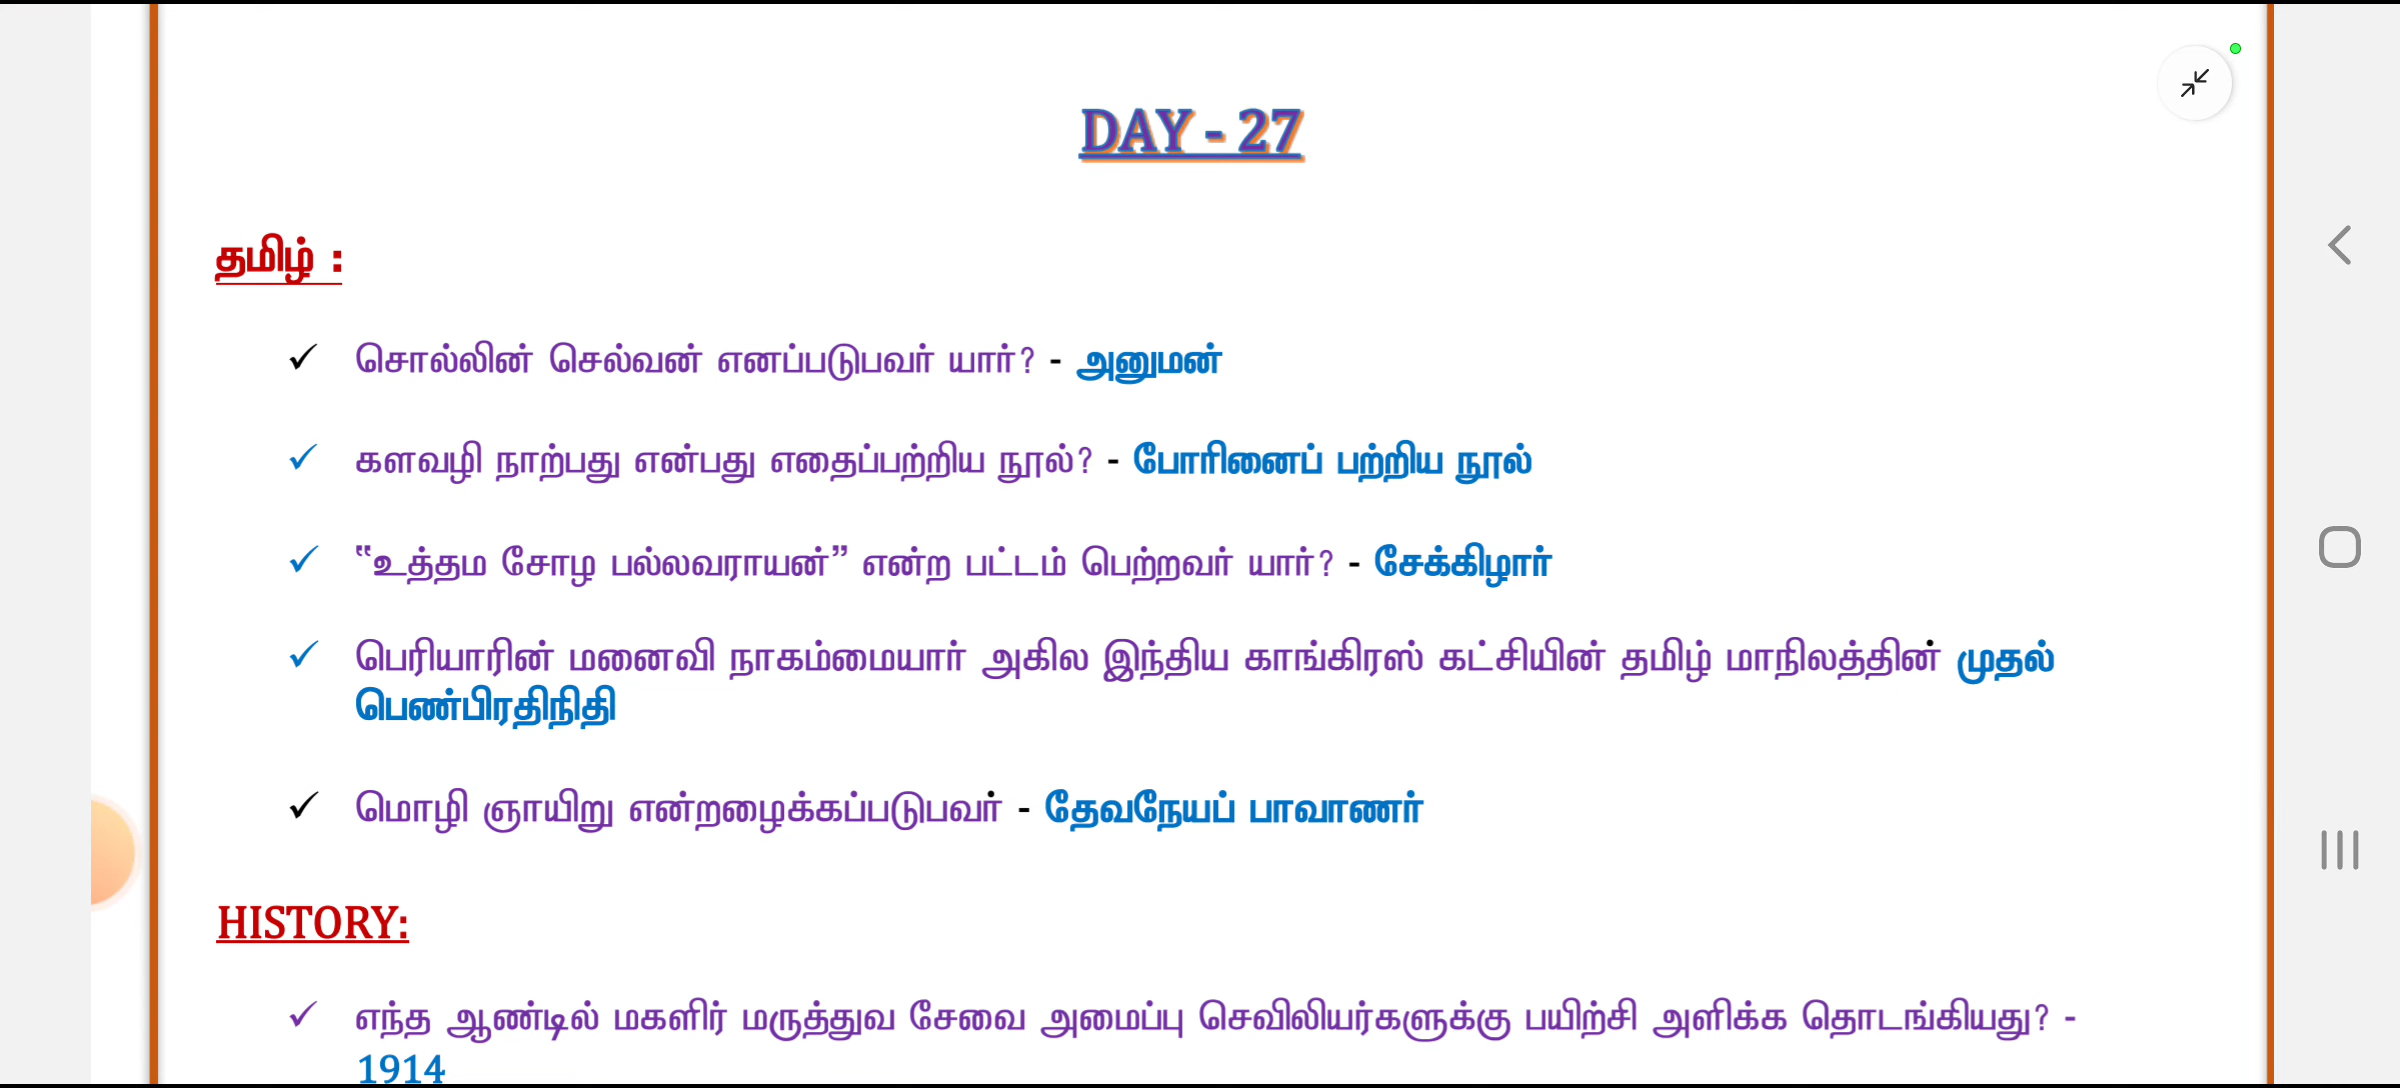 DAY - 27
தமிழ் :
✓ சொல்லின் செல்வன் எனப்படுபவர் யார்? - அனுமன்
✓ களவழி நாற்பது என்பது எதைப்பற்றிய நூல்? - போரினைப் பற்றிய நூல்
✓ “உத்தம சோழ பல்லவராயன்” என்ற பட்டம் பெற்றவர் யார்? - சேக்கிழார்
✓ பெரியாரின் மனைவி நாகம்மையார் அகில இந்திய காங்கிரஸ் கட்சியின் தமிழ் மாநிலத்தின் முதல்
பெண்பிரதிநிதி
✓ மொழி ஞாயிறு என்றழைக்கப்படுபவர் - தேவநேயப் பாவாணர்
HISTORY:
✓ எந்த ஆண்டில் மகளிர் மருத்துவ சேவை அமைப்பு செவிலியர்களுக்கு பயிற்சி அளிக்க தொடங்கியது? -
1914